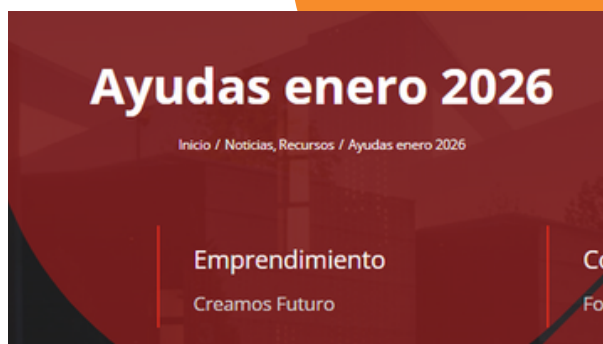 Ayudas enero 2026
Inicio / Noticias, Recursos / Ayudas enero 2026
Emprendimiento
Creamos Futuro